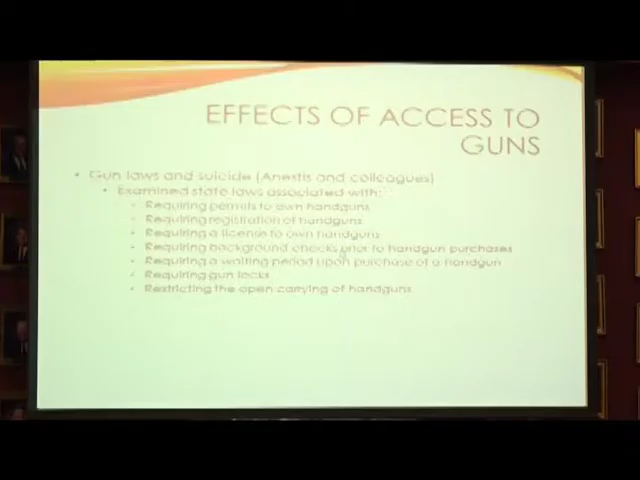 EFFECTS OF ACCESS TO
GUNS
• Gun laws and suicide (Anestis and colleagues)
• Examined state laws associated with:
• Requiring permits to own handguns
• Requiring registration of handguns
• Requiring a license to own handguns
• Requiring background checks prior to handgun purchases
• Requiring a waiting period upon purchase of a handgun
• Requiring gun locks
• Restricting the open carrying of handguns